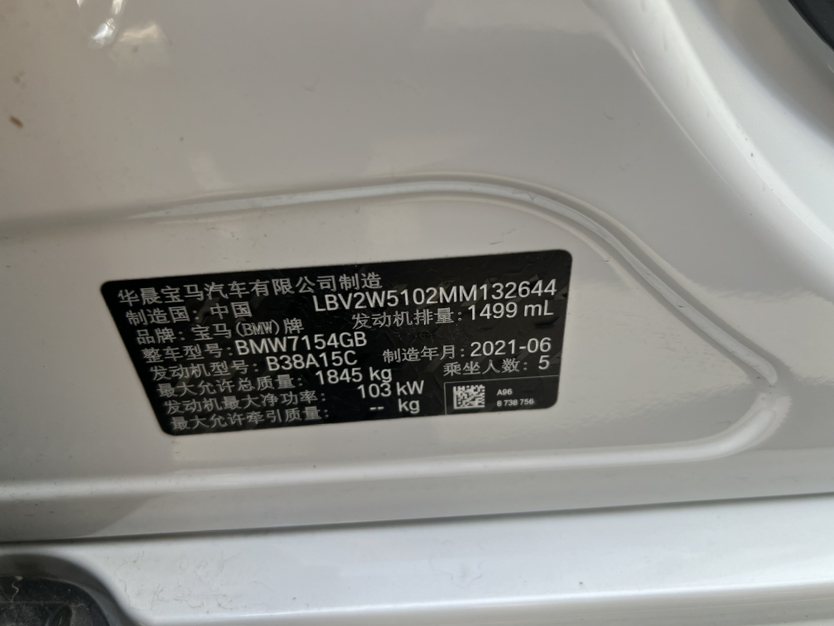 华晨宝马汽车有限公司制造
制造国：中国 LBV2W5102MM132644
品牌：宝马(BMW)牌 发动机排量：1499 mL
整车型号：BMW7154GB
发动机型号：B38A15C 制造年月：2021-06
最大允许总质量：1845 kg 乘坐人数：5
发动机最大净功率：103 kW
最大允许牵引质量：-- kg
A96
8 738 756